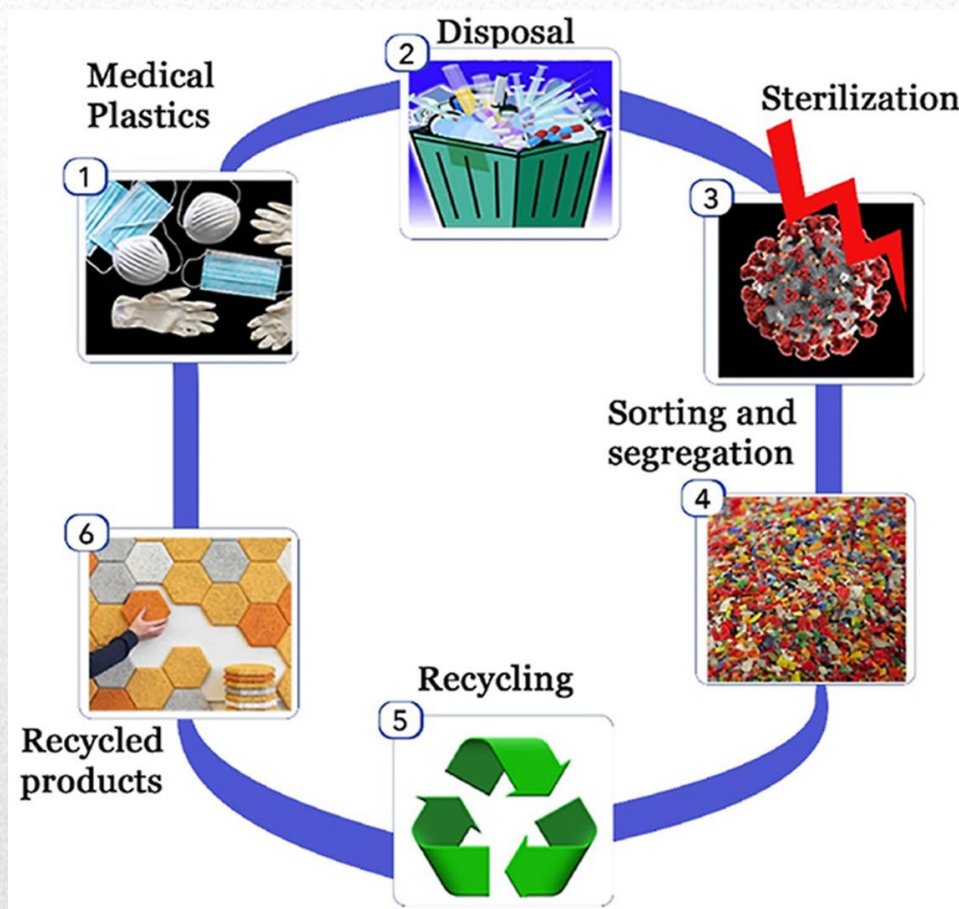 1
Medical
Plastics
2
Disposal
3
Sterilization
4
Sorting and
segregation
5
Recycling
6
Recycled
products